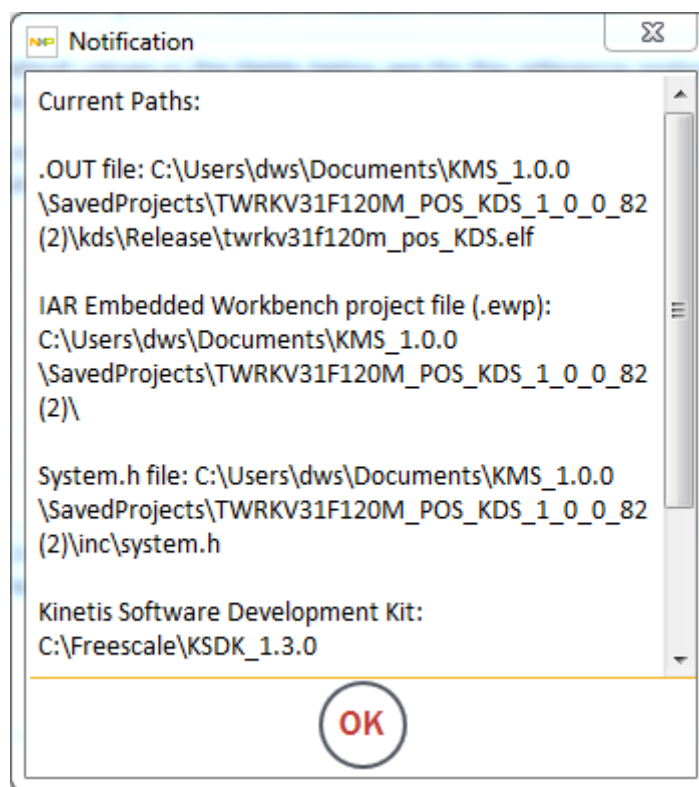 NXP Notification
Current Paths:
.OUT file: C:\Users\dws\Documents\KMS_1.0.0
\SavedProjects\TWRKV31F120M_POS_KDS_1_0_0_82
(2)\kds\Release\twrkv31f120m_pos_KDS.elf
IAR Embedded Workbench project file (.ewp):
C:\Users\dws\Documents\KMS_1.0.0
\SavedProjects\TWRKV31F120M_POS_KDS_1_0_0_82
(2)\
System.h file: C:\Users\dws\Documents\KMS_1.0.0
\SavedProjects\TWRKV31F120M_POS_KDS_1_0_0_82
(2)\inc\system.h
Kinetis Software Development Kit:
C:\Freescale\KSDK_1.3.0
OK